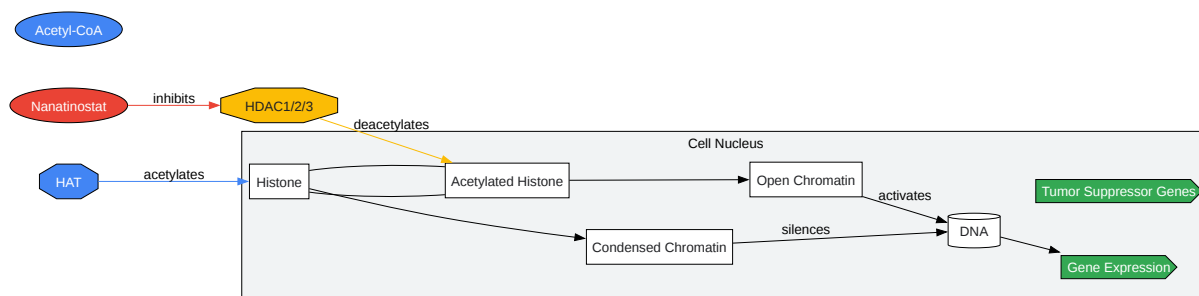 Acetyl-CoA
Nanatinostat
inhibits
HDAC1/2/3
deacetylates
Cell Nucleus
HAT
acetylates
Histone
Acetylated Histone
Open Chromatin
Tumor Suppressor Genes
activates
Condensed Chromatin
silences
DNA
Gene Expression